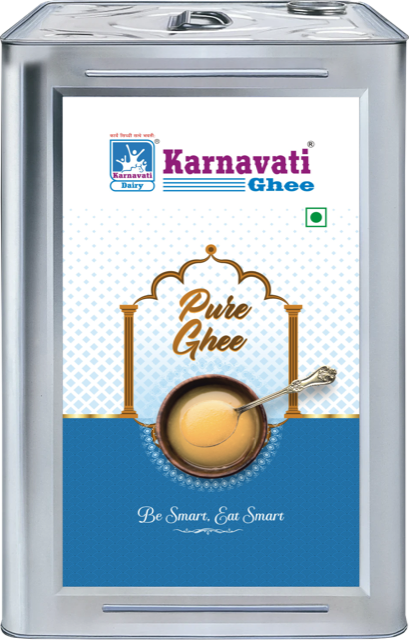 Karnavati
Dairy
®
Karnavati®
Ghee
Pure
Ghee
Be Smart, Eat Smart